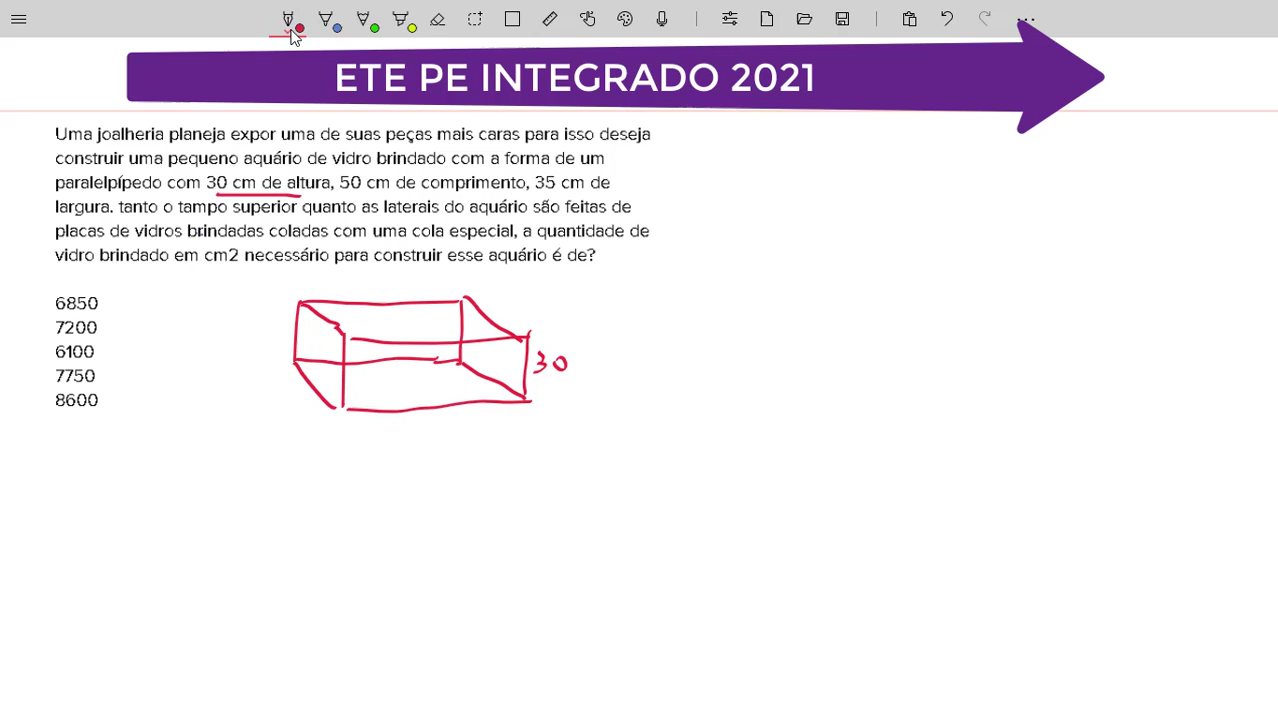 ETE PE INTEGRADO 2021
Uma joalheria planeja expor uma de suas peças mais caras para isso deseja
construir uma pequeno aquário de vidro brindado com a forma de um
paralelpípedo com 30 cm de altura, 50 cm de comprimento, 35 cm de
largura. tanto o tampo superior quanto as laterais do aquário são feitas de
placas de vidros brindadas coladas com uma cola especial, a quantidade de
vidro brindado em cm2 necessário para construir esse aquário é de?
6850
7200
6100
7750
8600
30